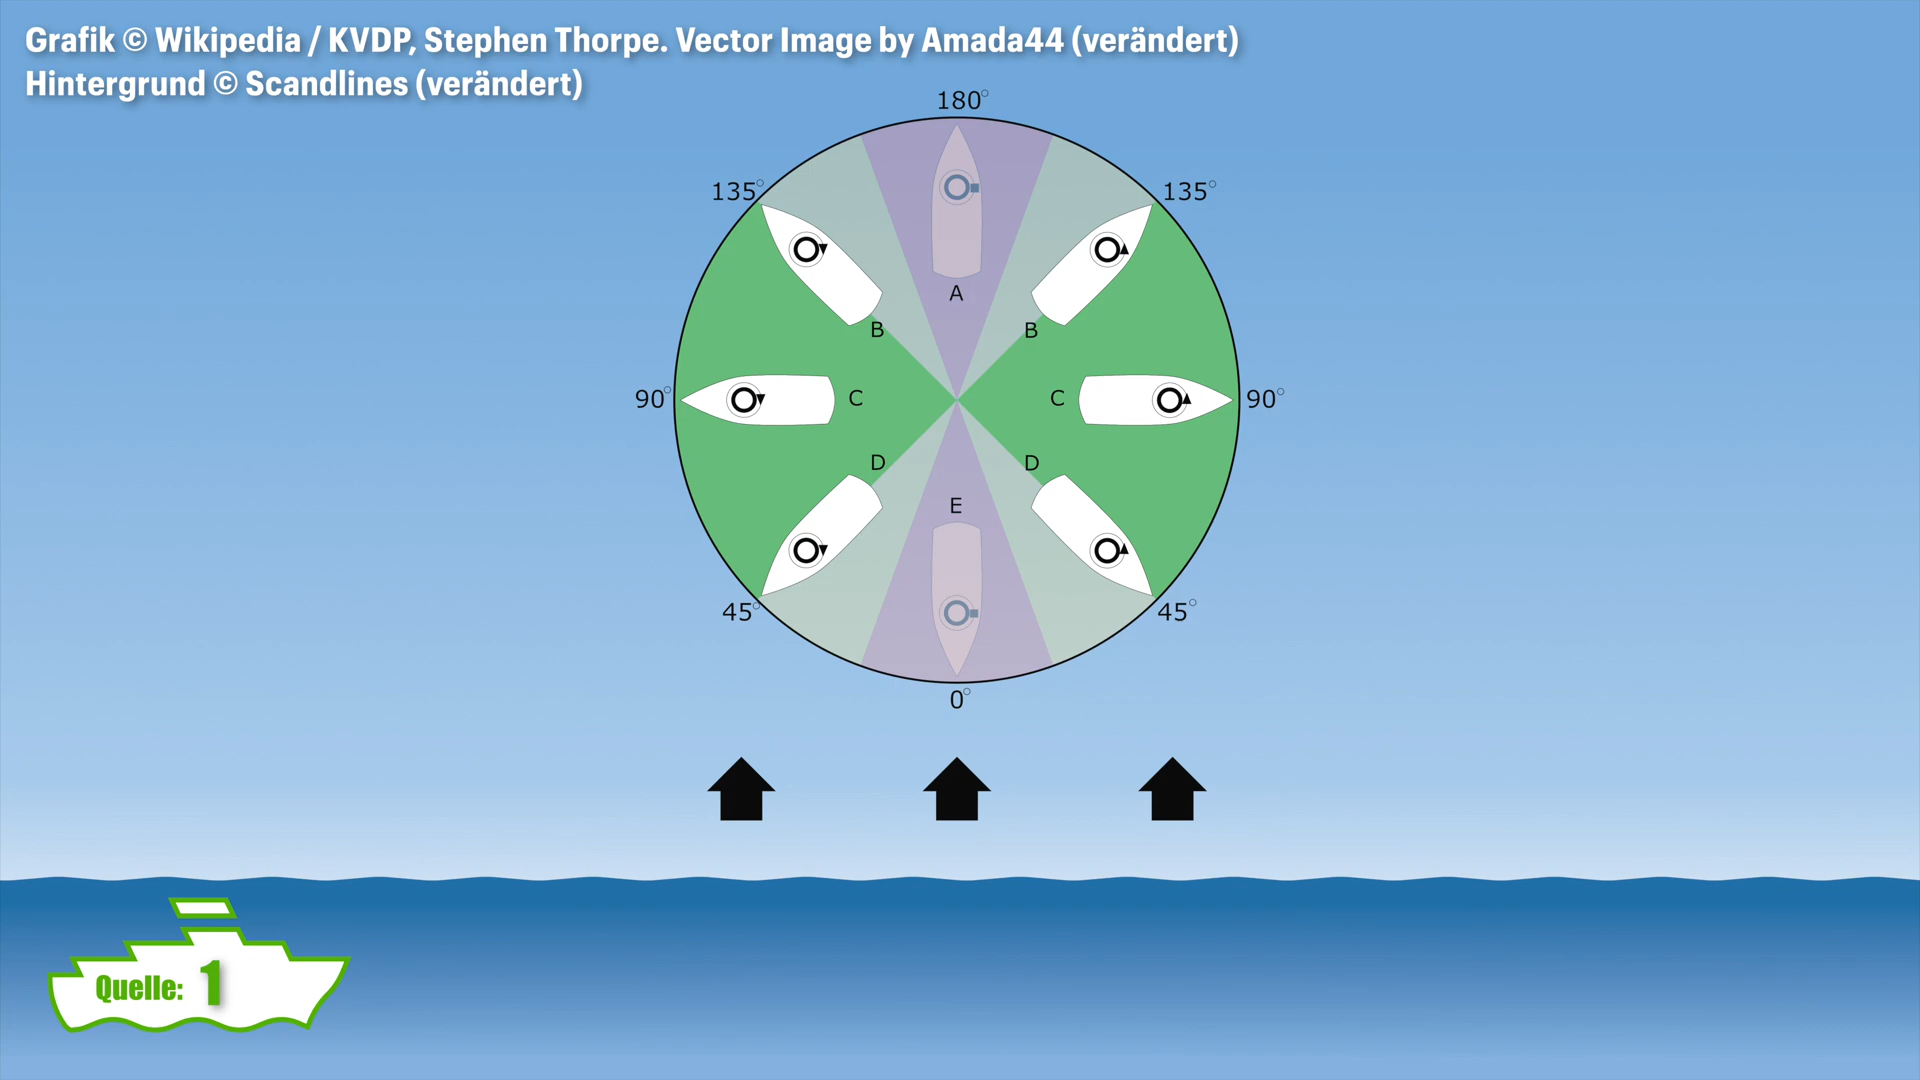 Grafik © Wikipedia / KVDP, Stephen Thorpe. Vector Image by Amada44 (verändert)
Hintergrund © Scandlines (verändert)
180°
135° 135°
A
B B
90° C C 90°
D D
E
45° 45°
0°
Quelle: 1